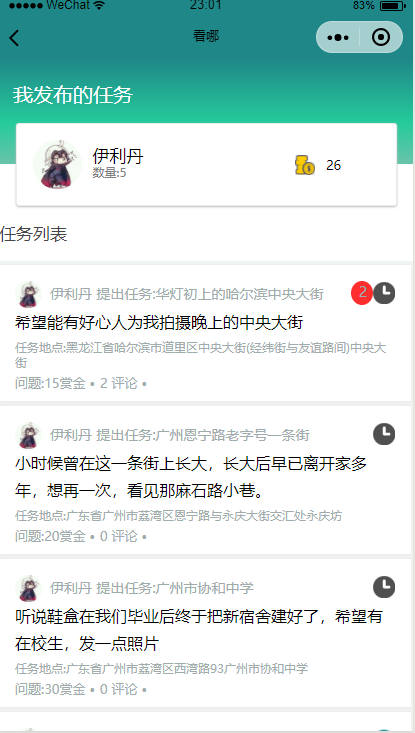 WeChat 23:01 83%
看哪
我发布的任务
伊利丹
数量:5
26
任务列表
伊利丹 提出任务:华灯初上的哈尔滨中央大街 2
希望能有好心人为我拍摄晚上的中央大街
任务地点:黑龙江省哈尔滨市道里区中央大街(经纬街与友谊路间)中央大
街
问题:15赏金 • 2 评论 •
伊利丹 提出任务:广州恩宁路老字号一条街
小时候曾在这一条街上长大，长大后早已离开家多
年，想再一次，看见那麻石路小巷。
任务地点:广东省广州市荔湾区恩宁路与永庆大街交汇处永庆坊
问题:20赏金 • 0 评论 •
伊利丹 提出任务:广州市协和中学
听说鞋盒在我们毕业后终于把新宿舍建好了，希望有
在校生，发一点照片
任务地点:广东省广州市荔湾区西湾路93广州市协和中学
问题:30赏金 • 0 评论 •